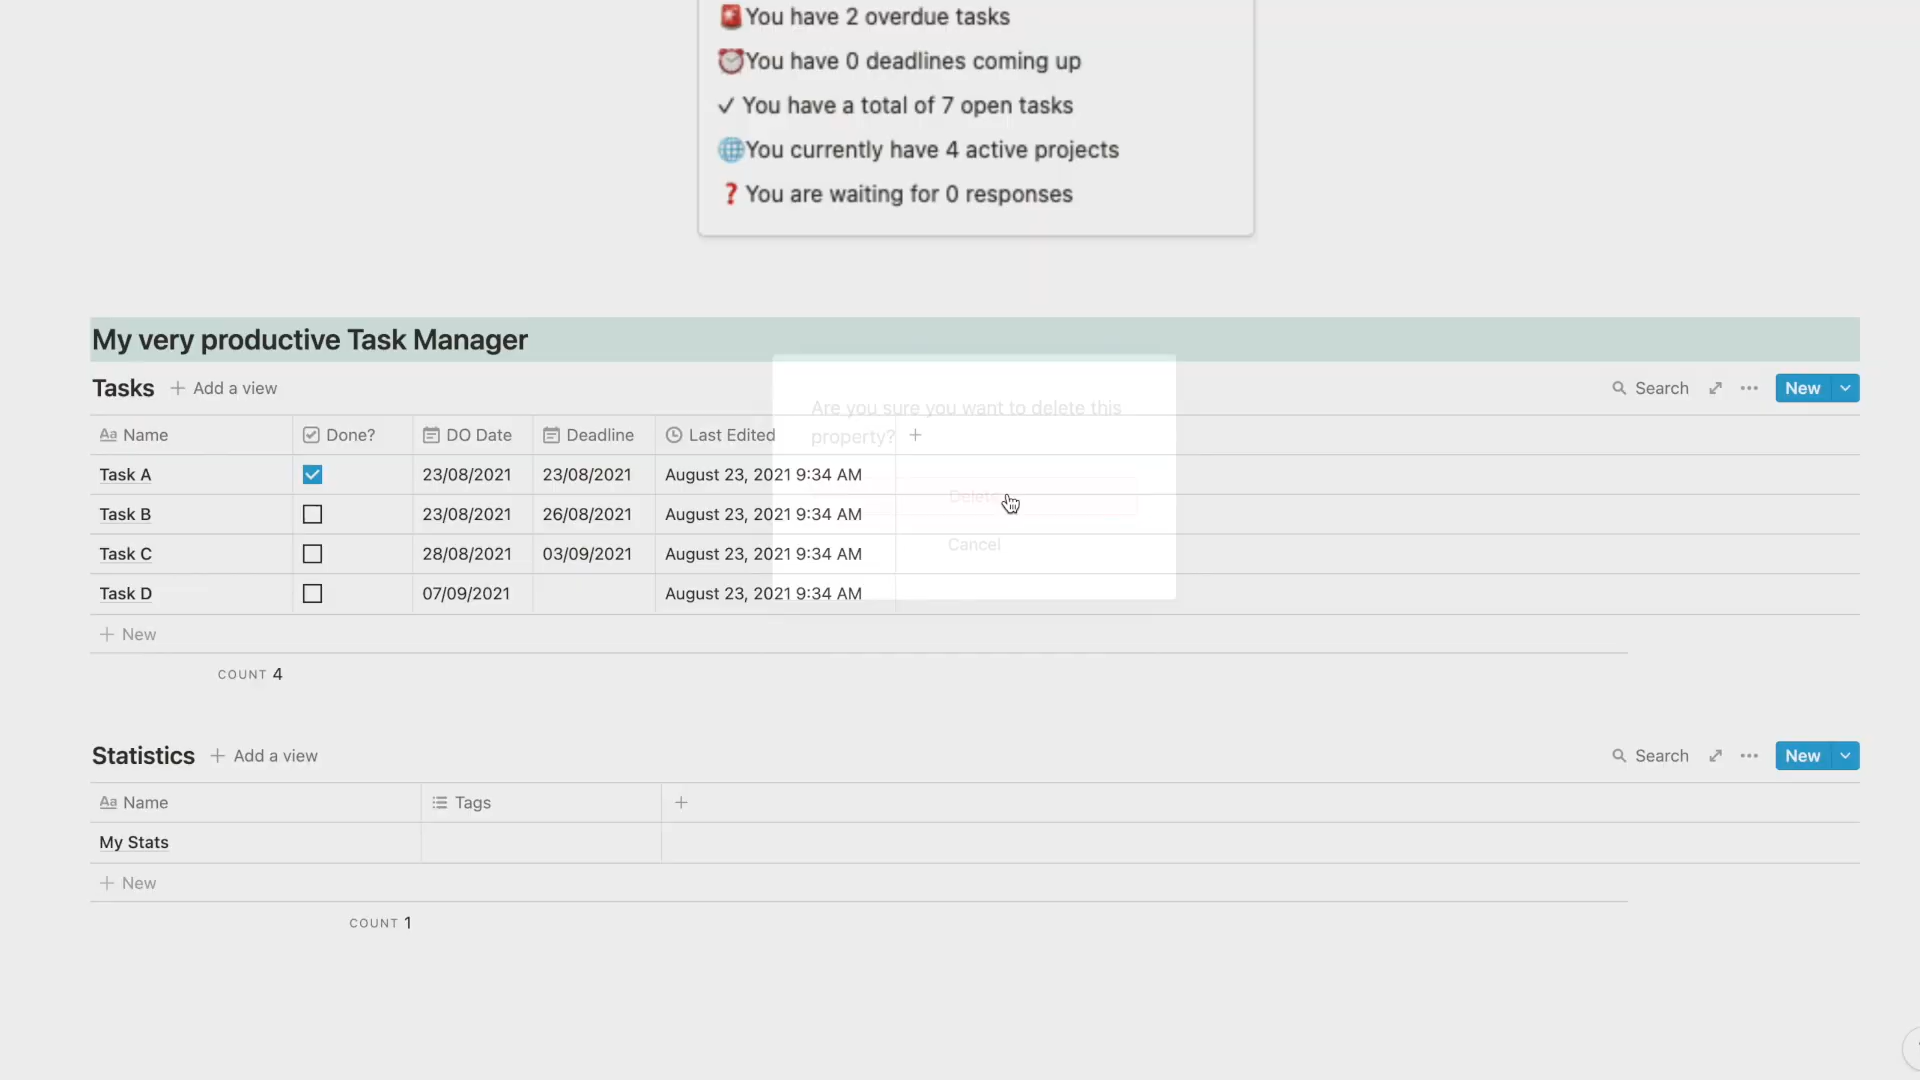 🚨You have 2 overdue tasks
⏰You have 0 deadlines coming up
✓ You have a total of 7 open tasks
🌐You currently have 4 active projects
❓You are waiting for 0 responses
My very productive Task Manager
Tasks + Add a view Search ••• New
Aa Name Done? DO Date Deadline Last Edited +
Task A 23/08/2021 23/08/2021 August 23, 2021 9:34 AM
Task B 23/08/2021 26/08/2021 August 23, 2021 9:34 AM
Task C 28/08/2021 03/09/2021 August 23, 2021 9:34 AM
Task D 07/09/2021 August 23, 2021 9:34 AM
+ New
COUNT 4
Are you sure you want to delete this
property?
Delete
Cancel
Statistics + Add a view Search ••• New
Aa Name Tags +
My Stats
+ New
COUNT 1